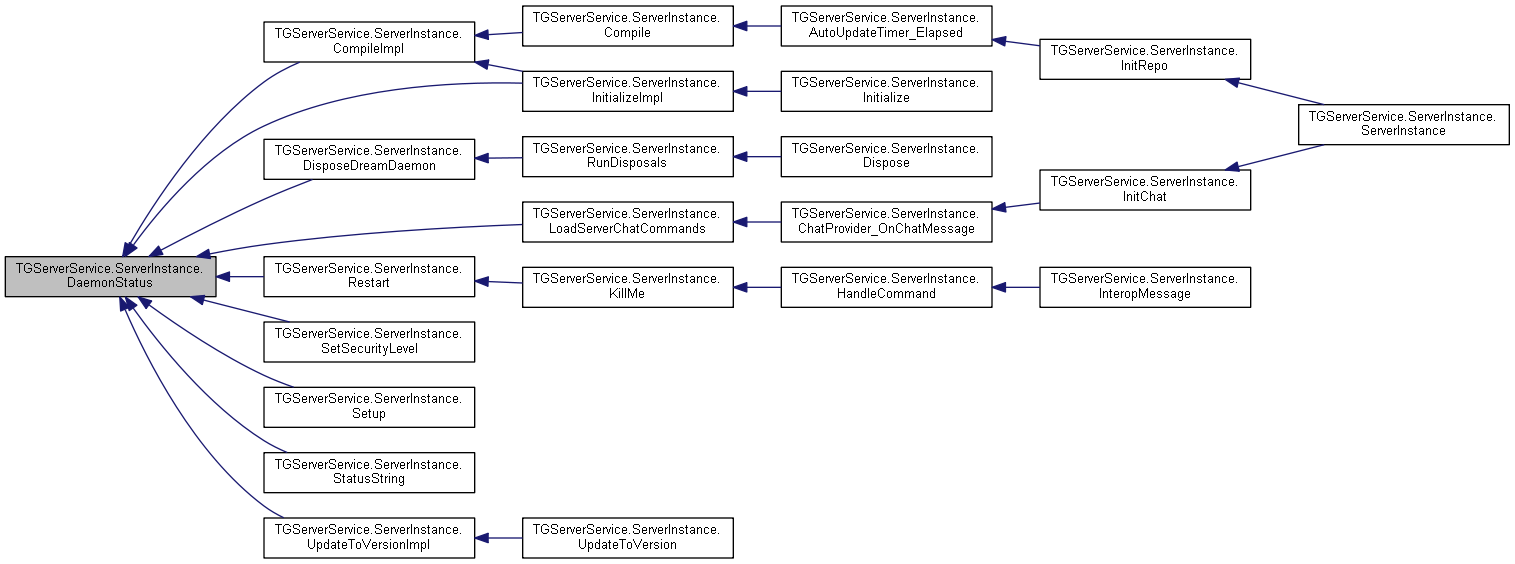 TGServerService.ServerInstance.
DaemonStatus
TGServerService.ServerInstance.
CompileImpl
TGServerService.ServerInstance.
Compile
TGServerService.ServerInstance.
AutoUpdateTimer_Elapsed
TGServerService.ServerInstance.
InitRepo
TGServerService.ServerInstance.
ServerInstance
TGServerService.ServerInstance.
InitializeImpl
TGServerService.ServerInstance.
Initialize
TGServerService.ServerInstance.
DisposeDreamDaemon
TGServerService.ServerInstance.
RunDisposals
TGServerService.ServerInstance.
Dispose
TGServerService.ServerInstance.
LoadServerChatCommands
TGServerService.ServerInstance.
ChatProvider_OnChatMessage
TGServerService.ServerInstance.
InitChat
TGServerService.ServerInstance.
Restart
TGServerService.ServerInstance.
KillMe
TGServerService.ServerInstance.
HandleCommand
TGServerService.ServerInstance.
InteropMessage
TGServerService.ServerInstance.
SetSecurityLevel
TGServerService.ServerInstance.
Setup
TGServerService.ServerInstance.
StatusString
TGServerService.ServerInstance.
UpdateToVersionImpl
TGServerService.ServerInstance.
UpdateToVersion